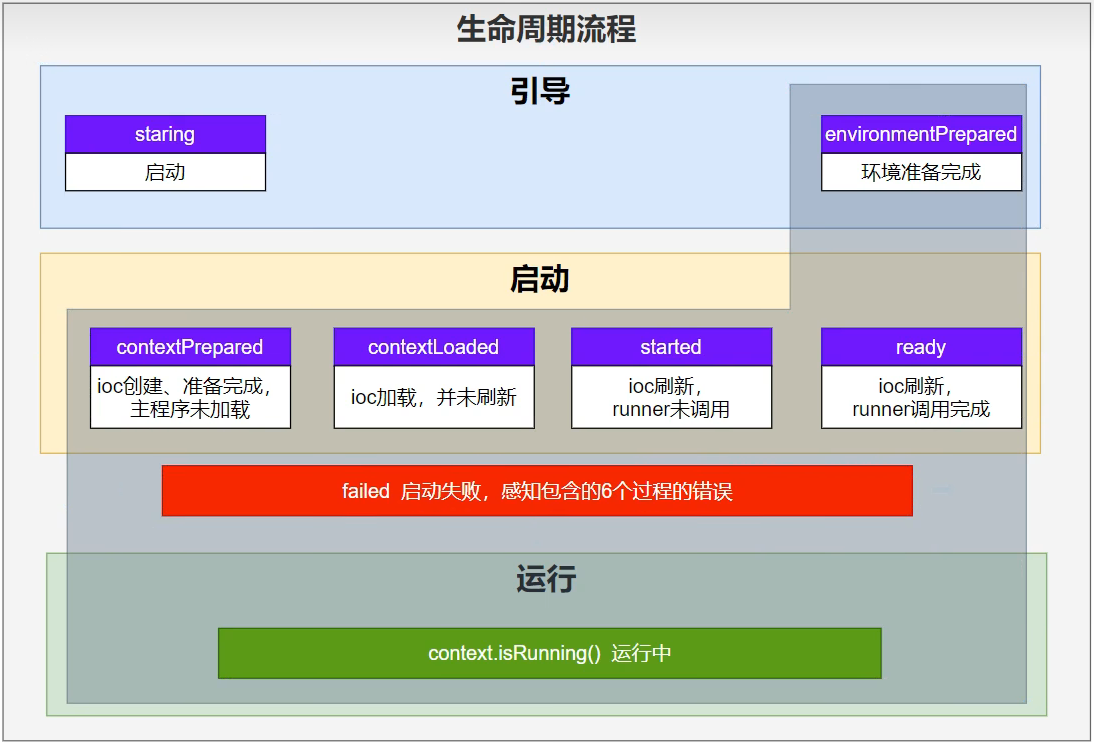 生命周期流程
引导
staring
启动
environmentPrepared
环境准备完成
启动
contextPrepared
ioc创建、准备完成，
主程序未加载
contextLoaded
ioc加载，并未刷新
started
ioc刷新，
runner未调用
ready
ioc刷新，
runner调用完成
failed 启动失败，感知包含的6个过程的错误
运行
context.isRunning() 运行中